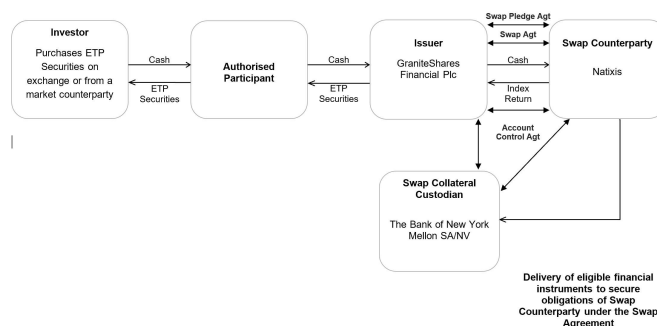 Investor
Purchases ETP
Securities on
exchange or from a
market counterparty
Cash
ETP
Securities
Authorised
Participant
Cash
ETP
Securities
Issuer
GraniteShares
Financial Plc
Swap Pledge Agt
Swap Agt
Cash
Index
Return
Account
Control Agt
Swap Counterparty
Natixis
Swap Collateral
Custodian
The Bank of New York
Mellon SA/NV
Delivery of eligible financial
instruments to secure
obligations of Swap
Counterparty under the Swap
Agreement